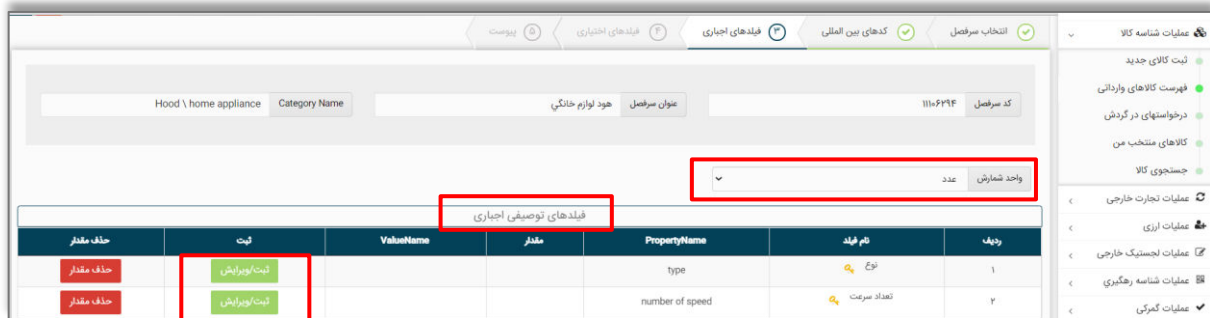 انتخاب سرفصل
کدهای بین المللی
۳ فیلدهای اجباری
۴ فیلدهای اختیاری
۵ پیوست
عملیات شناسه کالا
ثبت کالای جدید
فهرست کالاهای وارداتی
درخواستهای در گردش
کالاهای منتخب من
جستجوی کالا
عملیات تجارت خارجی
عملیات ارزی
عملیات لجستیک خارجی
عملیات شناسه رهگیری
عملیات گمرکی
کد سرفصل ۱۱۱۰۶۲۹۴ عنوان سرفصل هود لوازم خانگي Category Name Hood \ home appliance
واحد شمارش عدد
فیلدهای توصیفی اجباری
ردیف نام فیلد PropertyName مقدار ValueName ثبت حذف مقدار
۱ نوع type ثبت/ویرایش حذف مقدار
۲ تعداد سرعت number of speed ثبت/ویرایش حذف مقدار